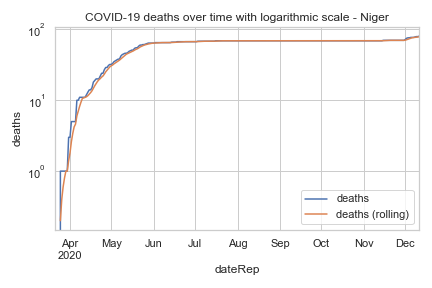 COVID-19 deaths over time with logarithmic scale - Niger
10²
10¹
10⁰
deaths
deaths
deaths (rolling)
Apr May Jun Jul Aug Sep Oct Nov Dec
2020
dateRep